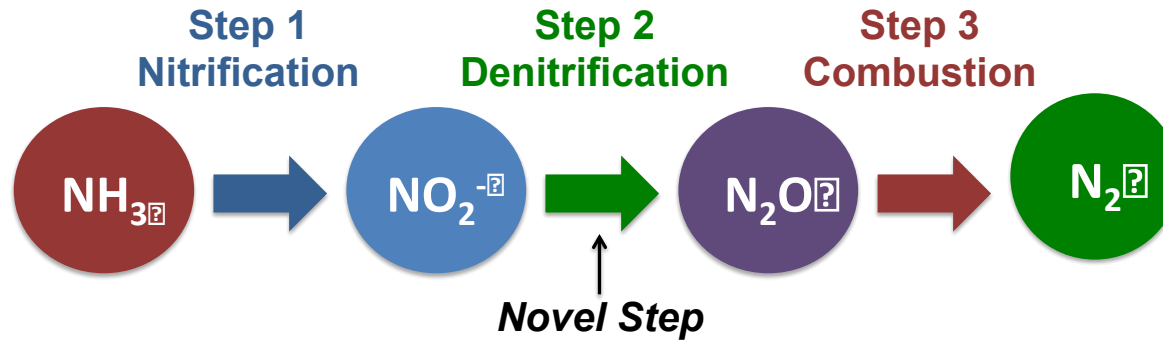 Step 1
Nitrification
Step 2
Denitrification
Step 3
Combustion
NH₃⍰
NO₂⁻⍰
N₂O⍰
N₂⍰
Novel Step